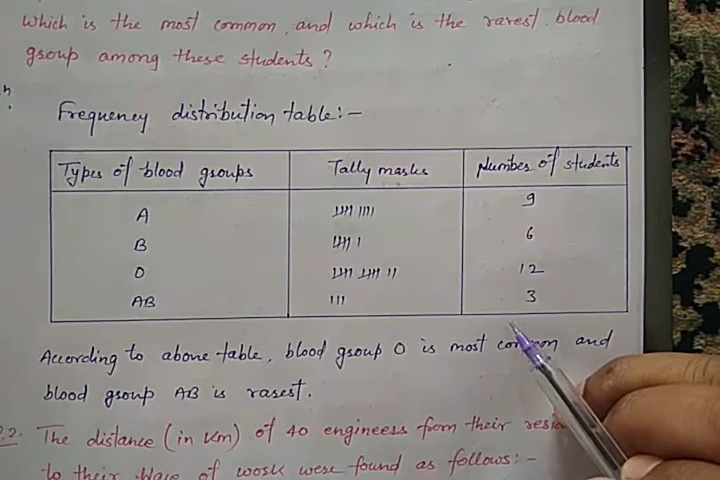 which is the most common, and which is the rarest blood
group among these students?
n:
Frequency distribution table:-
Types of blood groups Tally marks Number of students
A 𝍸 |||| 9
B 𝍸 | 6
O 𝍸 𝍸 || 12
AB ||| 3
According to above table, blood group O is most common and
blood group AB is rarest.
2. The distance (in km) of 40 engineers from their
to their place of work were found as follows:-